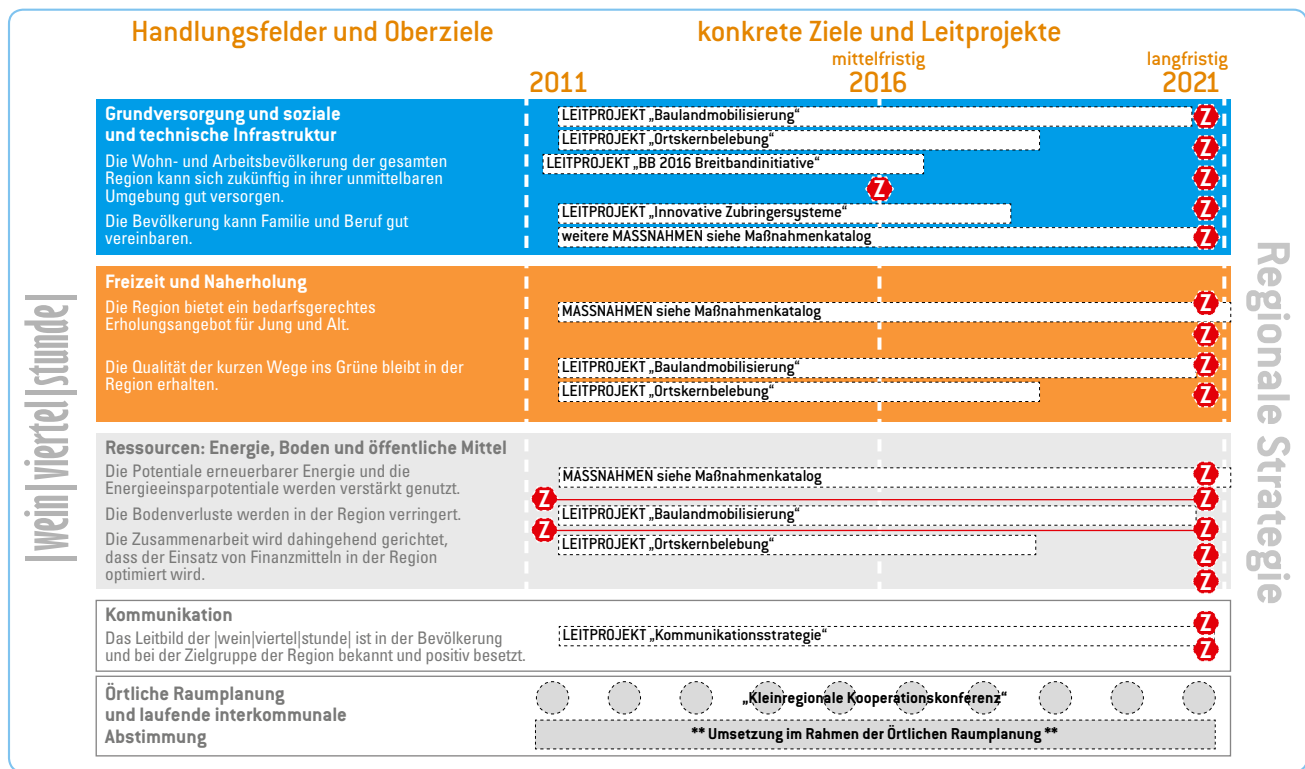 Handlungsfelder und Oberziele
konkrete Ziele und Leitprojekte
mittelfristig
langfristig
2011
2016
2021
Grundversorgung und soziale
und technische Infrastruktur
Die Wohn- und Arbeitsbevölkerung der gesamten
Region kann sich zukünftig in ihrer unmittelbaren
Umgebung gut versorgen.
Die Bevölkerung kann Familie und Beruf gut
vereinbaren.
LEITPROJEKT „Baulandmobilisierung“
Z
LEITPROJEKT „Ortskernbelebung“
Z
LEITPROJEKT „BB 2016 Breitbandinitiative“
Z
Z
LEITPROJEKT „Innovative Zubringersysteme“
Z
weitere MASSNAHMEN siehe Maßnahmenkatalog
Z
Freizeit und Naherholung
Die Region bietet ein bedarfsgerechtes
Erholungsangebot für Jung und Alt.
Die Qualität der kurzen Wege ins Grüne bleibt in der
Region erhalten.
MASSNAHMEN siehe Maßnahmenkatalog
Z
Z
LEITPROJEKT „Baulandmobilisierung“
Z
LEITPROJEKT „Ortskernbelebung“
Z
Ressourcen: Energie, Boden und öffentliche Mittel
Die Potentiale erneuerbarer Energie und die
Energieeinsparpotentiale werden verstärkt genutzt.
Die Bodenverluste werden in der Region verringert.
Die Zusammenarbeit wird dahingehend gerichtet,
dass der Einsatz von Finanzmitteln in der Region
optimiert wird.
MASSNAHMEN siehe Maßnahmenkatalog
Z
Z
Z
LEITPROJEKT „Baulandmobilisierung“
Z
Z
LEITPROJEKT „Ortskernbelebung“
Z
Z
Kommunikation
Das Leitbild der |wein|viertel|stunde| ist in der Bevölkerung
und bei der Zielgruppe der Region bekannt und positiv besetzt.
Z
LEITPROJEKT „Kommunikationsstrategie“
Z
Örtliche Raumplanung
und laufende interkommunale
Abstimmung
„Kleinregionale Kooperationskonferenz“
** Umsetzung im Rahmen der Örtlichen Raumplanung **
|wein|viertel|stunde|
Regionale Strategie